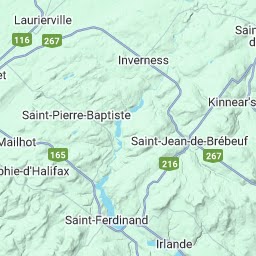 Laurierville
116
267
Inverness
Saint-Pierre-Baptiste
Kinnear's
Mailhot
Saint-Jean-de-Brébeuf
165
267
216
phie-d'Halifax
Saint-Ferdinand
Irlande